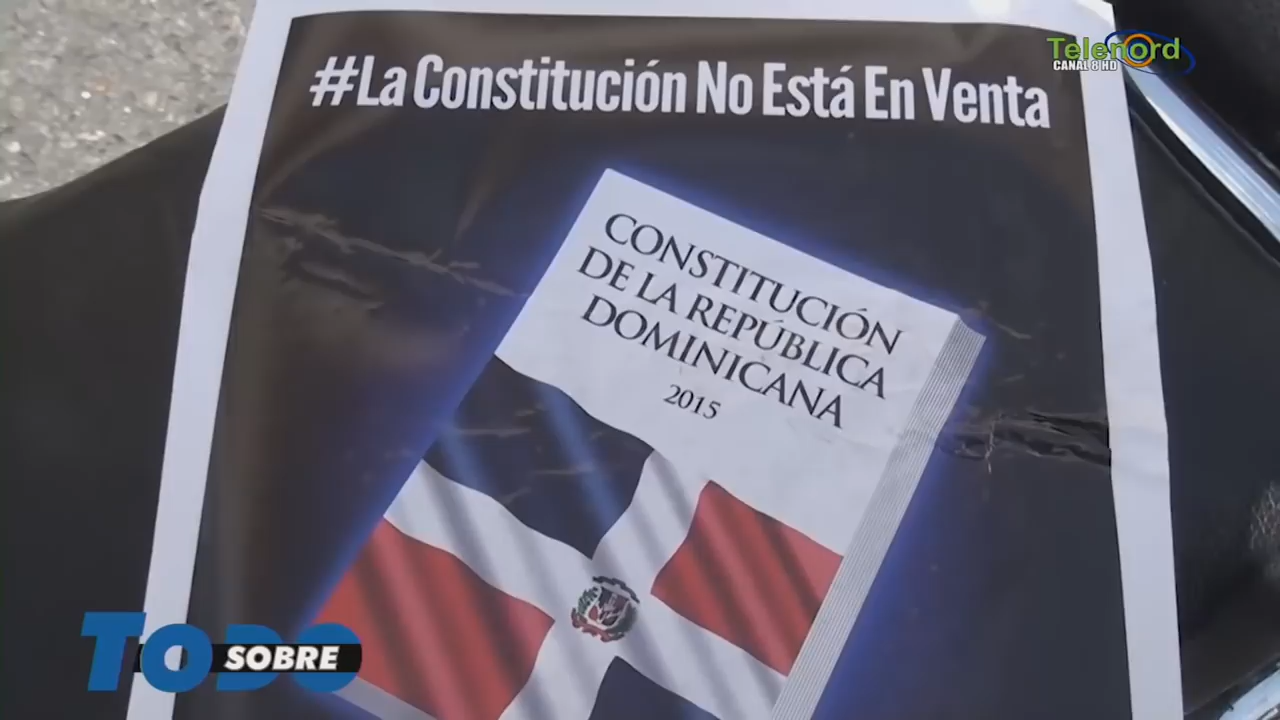 Telenord
CANAL 8 HD
#La Constitución No Está En Venta
CONSTITUCIÓN
DE LA REPÚBLICA
DOMINICANA
2015
TODO
SOBRE